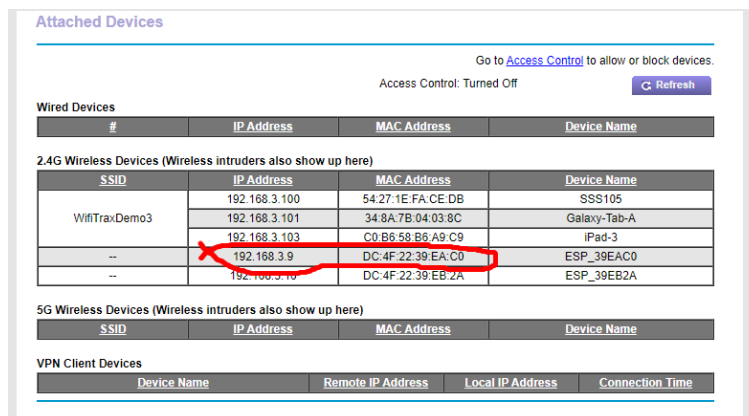 Attached Devices
Go to Access Control to allow or block devices.
Access Control: Turned Off
Refresh
Wired Devices
# IP Address MAC Address Device Name
2.4G Wireless Devices (Wireless intruders also show up here)
SSID IP Address MAC Address Device Name
192.168.3.100 54:27:1E:FA:CE:DB SSS105
WifiTraxDemo3 192.168.3.101 34:8A:7B:04:03:8C Galaxy-Tab-A
192.168.3.103 C0:B6:58:B6:A9:C9 iPad-3
-- 192.168.3.9 DC:4F:22:39:EA:C0 ESP_39EAC0
-- 192.168.3.10 DC:4F:22:39:EB:2A ESP_39EB2A
5G Wireless Devices (Wireless intruders also show up here)
SSID IP Address MAC Address Device Name
VPN Client Devices
Device Name Remote IP Address Local IP Address Connection Time